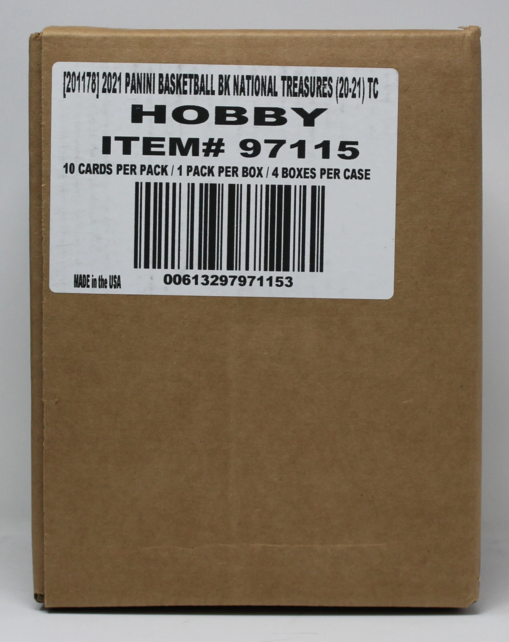 [201178] 2021 PANINI BASKETBALL BK NATIONAL TREASURES (20-21) TC
HOBBY
ITEM# 97115
10 CARDS PER PACK / 1 PACK PER BOX / 4 BOXES PER CASE
MADE in the USA 00613297971153